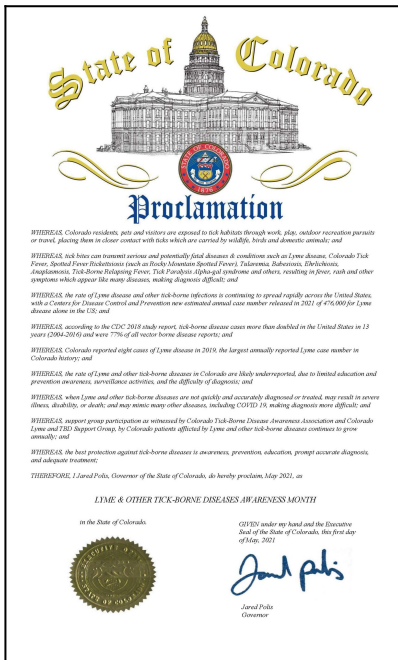 State of Colorado
STATE OF COLORADO
1876
Proclamation
WHEREAS, Colorado residents, pets and visitors are exposed to tick habitats through work, play, outdoor recreation pursuits
or travel, placing them in closer contact with ticks which are carried by wildlife, birds and domestic animals; and
WHEREAS, tick bites can transmit serious and potentially fatal diseases & conditions such as Lyme disease, Colorado Tick
Fever, Spotted Fever Rickettsiosis (such as Rocky Mountain Spotted Fever), Tularemia, Babesiosis, Ehrlichiosis,
Anaplasmosis, Tick-Borne Relapsing Fever, Tick Paralysis Alpha-gal syndrome and others, resulting in fever, rash and other
symptoms which appear like many diseases, making diagnosis difficult; and
WHEREAS, the rate of Lyme disease and other tick-borne infections is continuing to spread rapidly across the United States,
with a Centers for Disease Control and Prevention new estimated annual case number released in 2021 of 476,000 for Lyme
disease alone in the US; and
WHEREAS, according to the CDC 2018 study report, tick-borne disease cases more than doubled in the United States in 13
years (2004-2016) and were 77% of all vector borne disease reports; and
WHEREAS, Colorado reported eight cases of Lyme disease in 2019, the largest annually reported Lyme case number in
Colorado history; and
WHEREAS, the rate of Lyme and other tick-borne diseases in Colorado are likely underreported, due to limited education and
prevention awareness, surveillance activities, and the difficulty of diagnosis; and
WHEREAS, when Lyme and other tick-borne diseases are not quickly and accurately diagnosed or treated, may result in severe
illness, disability, or death; and may mimic many other diseases, including COVID 19, making diagnosis more difficult; and
WHEREAS, support group participation as witnessed by Colorado Tick-Borne Disease Awareness Association and Colorado
Lyme and TBD Support Group, by Colorado patients afflicted by Lyme and other tick-borne diseases continues to grow
annually; and
WHEREAS, the best protection against tick-borne diseases is awareness, prevention, education, prompt accurate diagnosis,
and adequate treatment;
THEREFORE, I Jared Polis, Governor of the State of Colorado, do hereby proclaim, May 2021, as
LYME & OTHER TICK-BORNE DISEASES AWARENESS MONTH
in the State of Colorado.
GIVEN under my hand and the Executive
Seal of the State of Colorado, this first day
of May, 2021
Jared Polis
Jared Polis
Governor